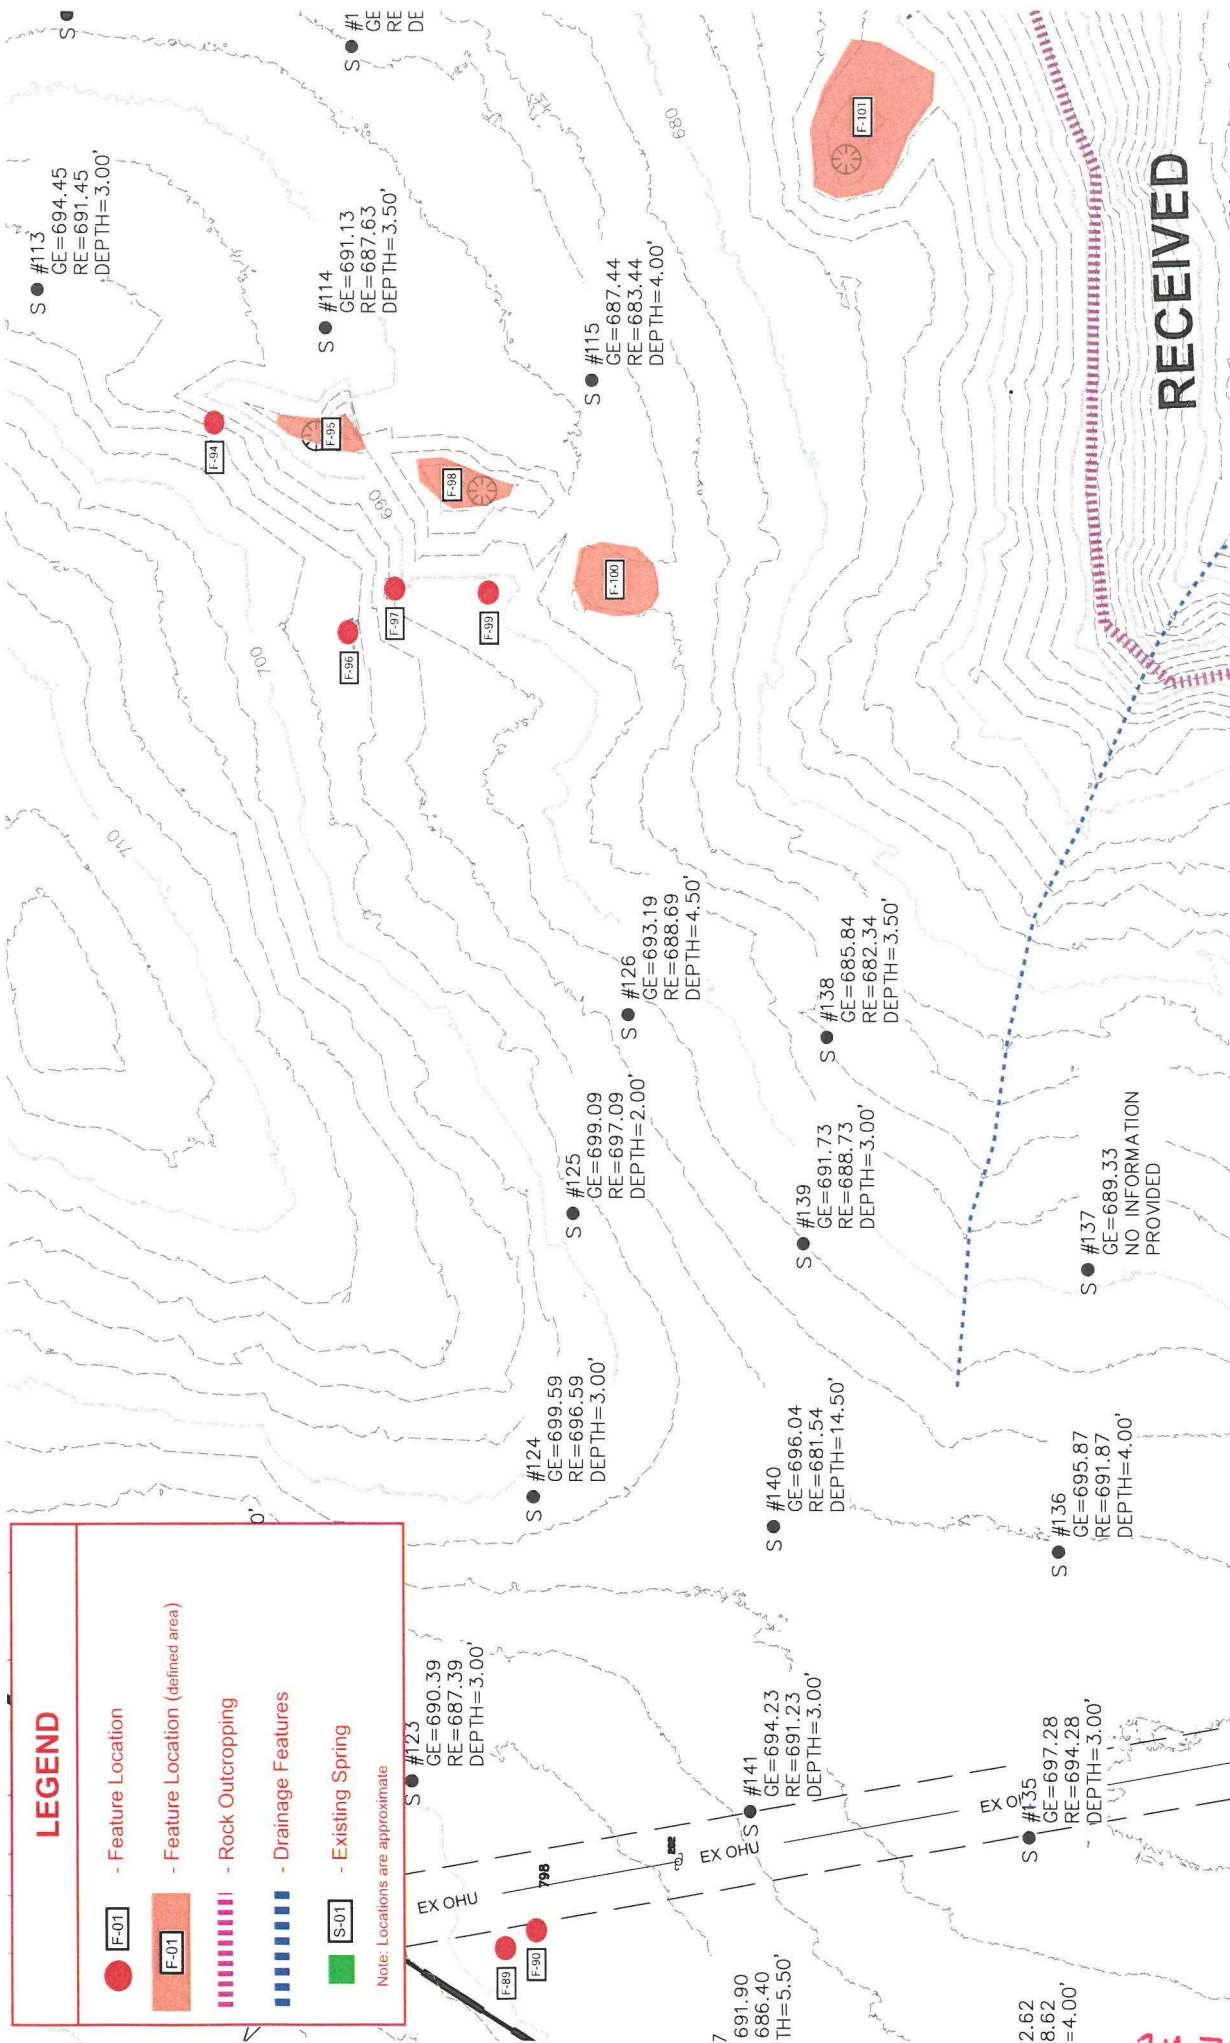 LEGEND
F-01 - Feature Location
F-01 - Feature Location (defined area)
- Rock Outcropping
- Drainage Features
S-01 - Existing Spring
Note: Locations are approximate
S #113
GE=694.45
RE=691.45
DEPTH=3.00'
S #114
GE=691.13
RE=687.63
DEPTH=3.50'
S #115
GE=687.44
RE=683.44
DEPTH=4.00'
S
S #1
GE
RE
DE
F-94
F-95
F-96
F-97
F-98
F-99
F-100
F-101
680
690
700
710
S #123
GE=690.39
RE=687.39
DEPTH=3.00'
S #124
GE=699.59
RE=696.59
DEPTH=3.00'
S #125
GE=699.09
RE=697.09
DEPTH=2.00'
S #126
GE=693.19
RE=688.69
DEPTH=4.50'
S #138
GE=685.84
RE=682.34
DEPTH=3.50'
S #139
GE=691.73
RE=688.73
DEPTH=3.00'
S #140
GE=696.04
RE=681.54
DEPTH=14.50'
S #141
GE=694.23
RE=691.23
DEPTH=3.00'
S #137
GE=689.33
NO INFORMATION
PROVIDED
S #136
GE=695.87
RE=691.87
DEPTH=4.00'
S #135
GE=697.28
RE=694.28
DEPTH=3.00'
EX OHU
798
802
EX OHU
EX O
F-89
F-90
0'
7
691.90
686.40
TH=5.50'
2.62
8.62
=4.00'
RECEIVED